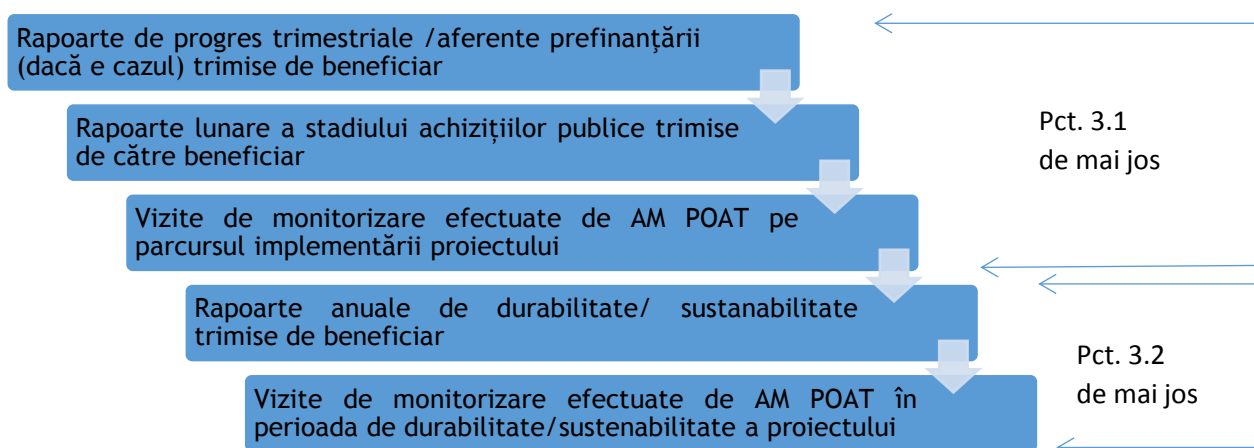 Rapoarte de progres trimestriale /aferente prefinanţării
(dacă e cazul) trimise de beneficiar
Rapoarte lunare a stadiului achizițiilor publice trimise
de către beneficiar
Pct. 3.1
de mai jos
Vizite de monitorizare efectuate de AM POAT pe
parcursul implementării proiectului
Rapoarte anuale de durabilitate/ sustanabilitate
trimise de beneficiar
Pct. 3.2
de mai jos
Vizite de monitorizare efectuate de AM POAT în
perioada de durabilitate/sustenabilitate a proiectului